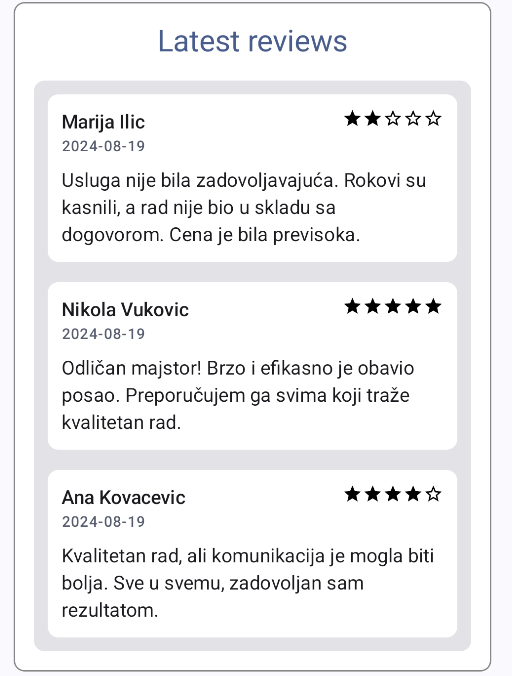 Latest reviews
Marija Ilic
2024-08-19
Usluga nije bila zadovoljavajuća. Rokovi su
kasnili, a rad nije bio u skladu sa
dogovorom. Cena je bila previsoka.
Nikola Vukovic
2024-08-19
Odličan majstor! Brzo i efikasno je obavio
posao. Preporučujem ga svima koji traže
kvalitetan rad.
Ana Kovacevic
2024-08-19
Kvalitetan rad, ali komunikacija je mogla biti
bolja. Sve u svemu, zadovoljan sam
rezultatom.